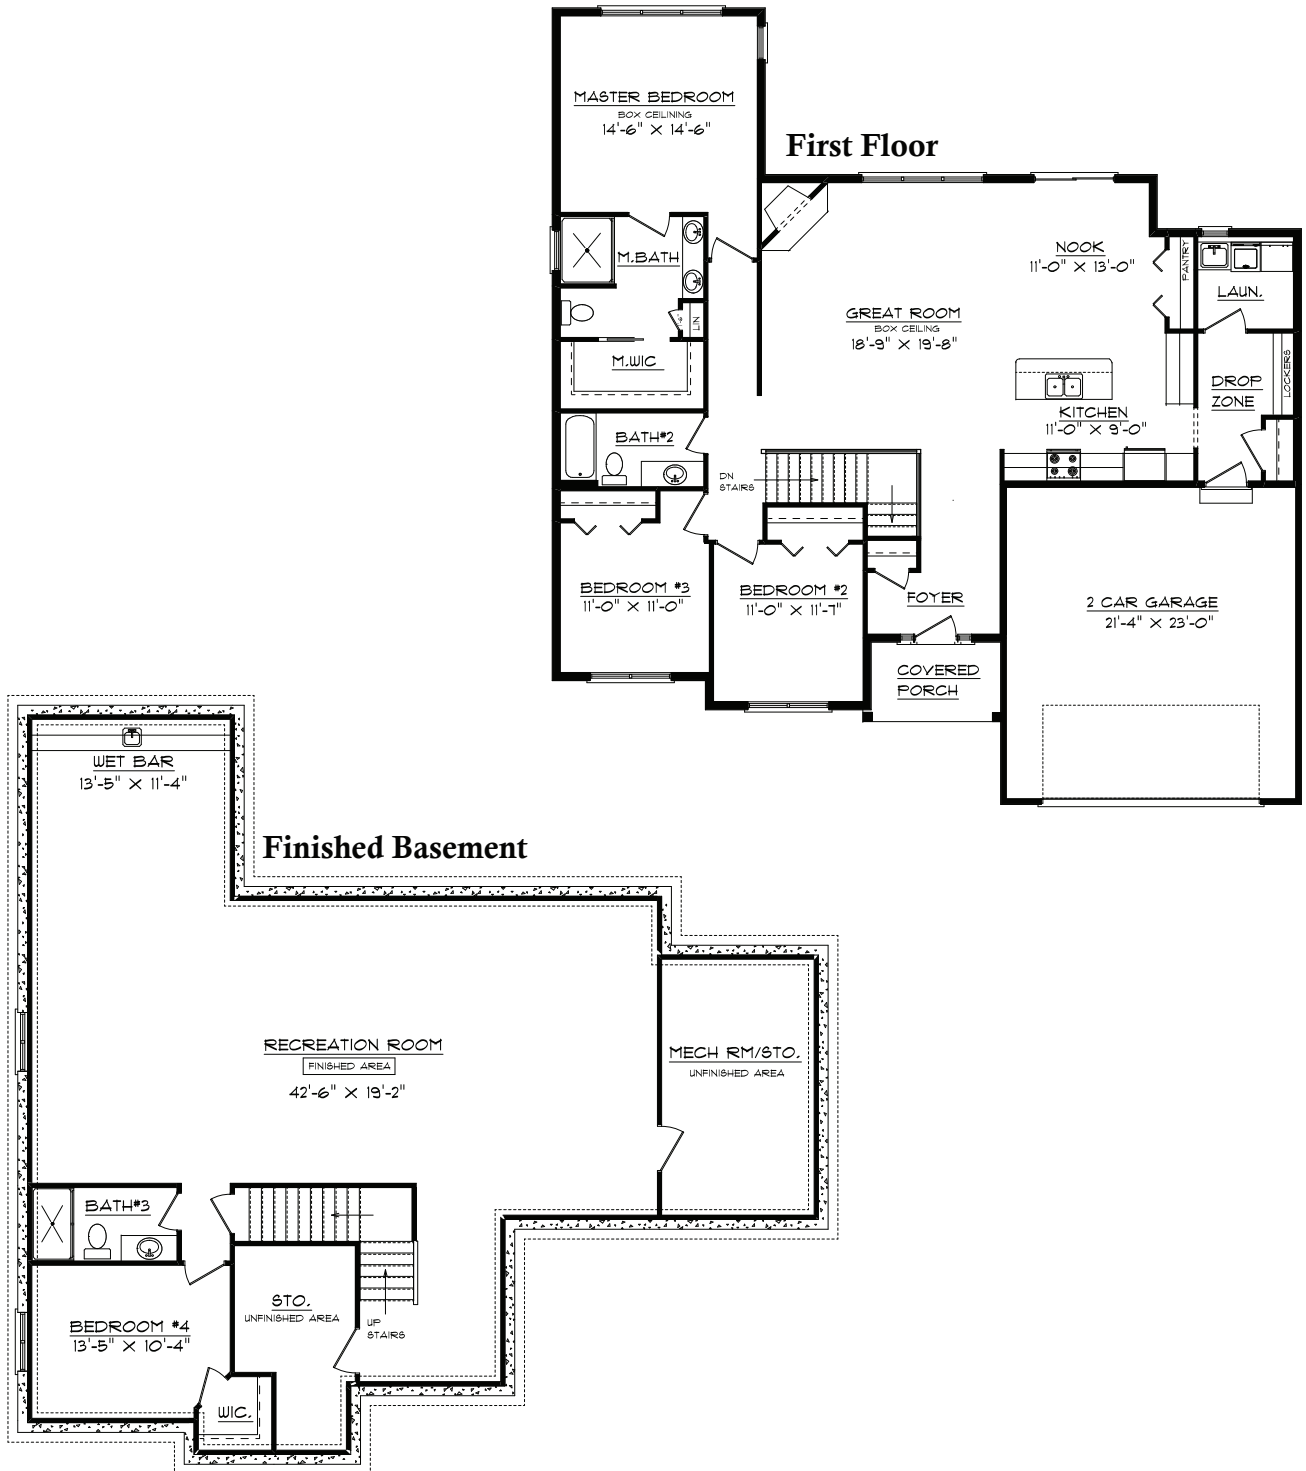 MASTER BEDROOM
BOX CEILINING
14'-6" X 14'-6"
First Floor
M.BATH
LIN
1'-6"
M.WIC
NOOK
11'-0" X 13'-0"
PANTRY
LAUN.
GREAT ROOM
BOX CEILING
18'-9" X 19'-8"
DROP
ZONE
LOCKERS
KITCHEN
11'-0" X 9'-0"
BATH#2
DN
STAIRS
BEDROOM #3
11'-0" X 11'-0"
BEDROOM #2
11'-0" X 11'-7"
FOYER
2 CAR GARAGE
21'-4" X 23'-0"
COVERED
PORCH
WET BAR
13'-5" X 11'-4"
Finished Basement
RECREATION ROOM
FINISHED AREA
42'-6" X 19'-2"
MECH RM/STO.
UNFINISHED AREA
BATH#3
STO.
UNFINISHED AREA
UP
STAIRS
BEDROOM #4
13'-5" X 10'-4"
WIC.